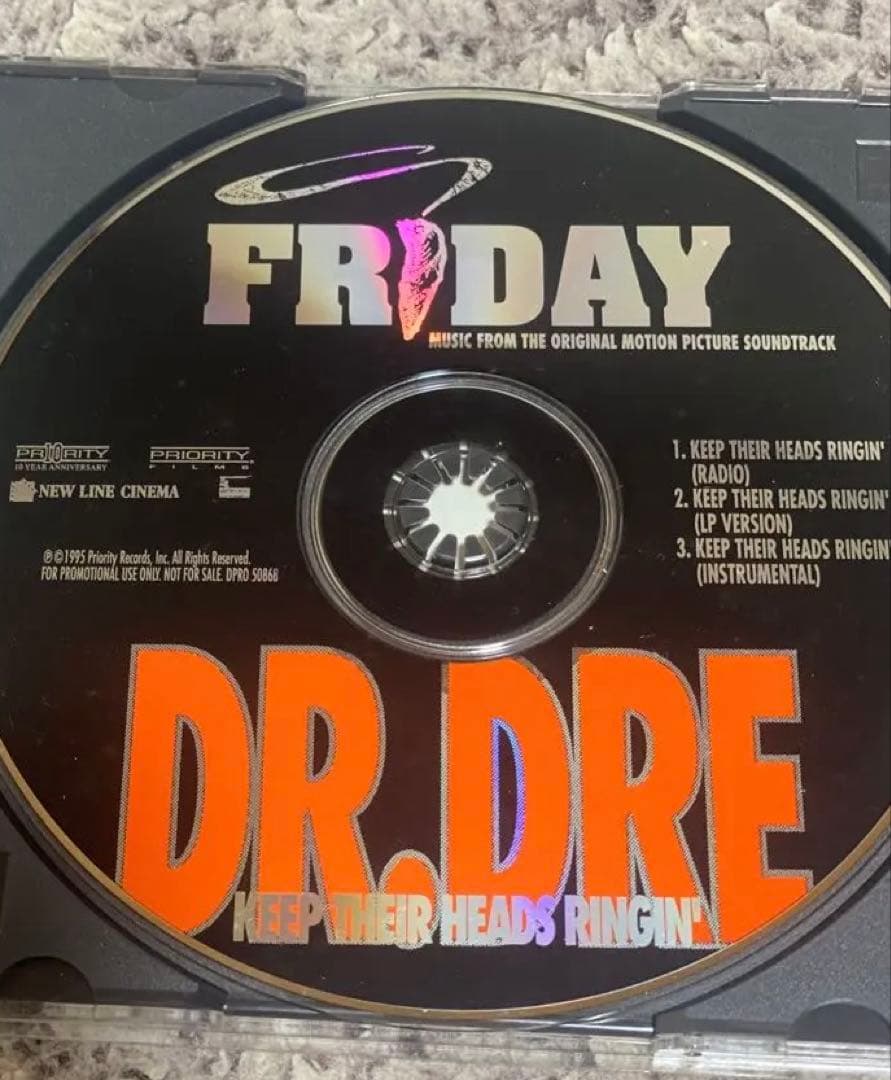 FRIDAY
MUSIC FROM THE ORIGINAL MOTION PICTURE SOUNDTRACK
PR10RITY
10 YEAR ANNIVERSARY
PRIORITY
FILMS
NEW LINE CINEMA
℗ © 1995 Priority Records, Inc. All Rights Reserved.
FOR PROMOTIONAL USE ONLY. NOT FOR SALE. DPRO 50868
1. KEEP THEIR HEADS RINGIN'
(RADIO)
2. KEEP THEIR HEADS RINGIN'
(LP VERSION)
3. KEEP THEIR HEADS RINGIN'
(INSTRUMENTAL)
DR. DRE
KEEP THEIR HEADS RINGIN'